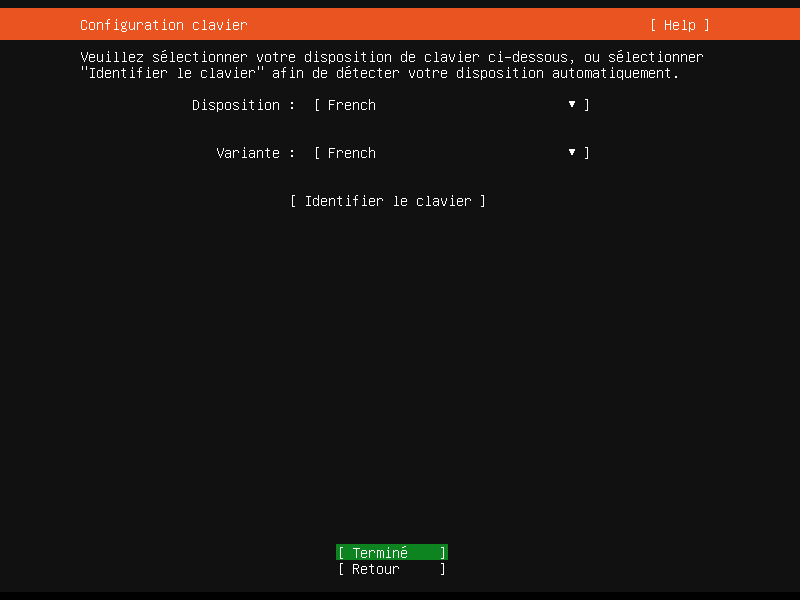 Configuration clavier [ Help ]
Veuillez sélectionner votre disposition de clavier ci-dessous, ou sélectionner
"Identifier le clavier" afin de détecter votre disposition automatiquement.
Disposition : [ French ▾ ]
Variante : [ French ▾ ]
[ Identifier le clavier ]
[ Terminé ]
[ Retour ]